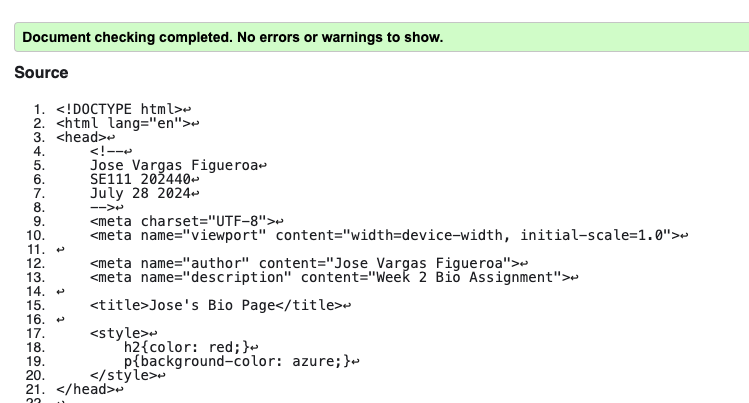 Document checking completed. No errors or warnings to show.
Source
1. <!DOCTYPE html>↩
2. <html lang="en">↩
3. <head>↩
4.     <!--↩
5.     Jose Vargas Figueroa↩
6.     SE111 202440↩
7.     July 28 2024↩
8.     -->↩
9.     <meta charset="UTF-8">↩
10.     <meta name="viewport" content="width=device-width, initial-scale=1.0">↩
11. ↩
12.     <meta name="author" content="Jose Vargas Figueroa">↩
13.     <meta name="description" content="Week 2 Bio Assignment">↩
14. ↩
15.     <title>Jose's Bio Page</title>↩
16. ↩
17.     <style>↩
18.         h2{color: red;}↩
19.         p{background-color: azure;}↩
20.     </style>↩
21. </head>↩